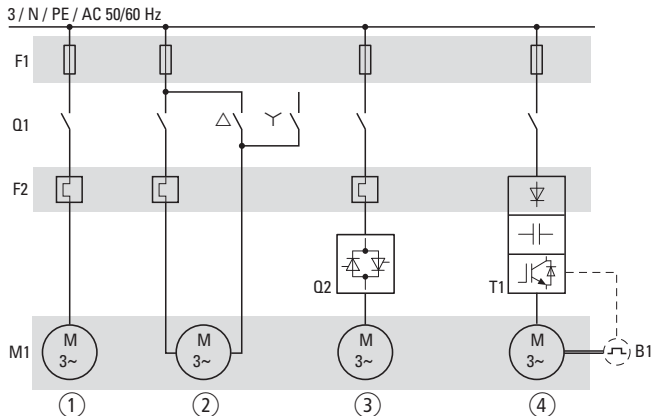 3 / N / PE / AC 50/60 Hz
F1
Q1
F2
Q2
T1
M1
M
3~
M
3~
M
3~
M
3~
B1
1
2
3
4